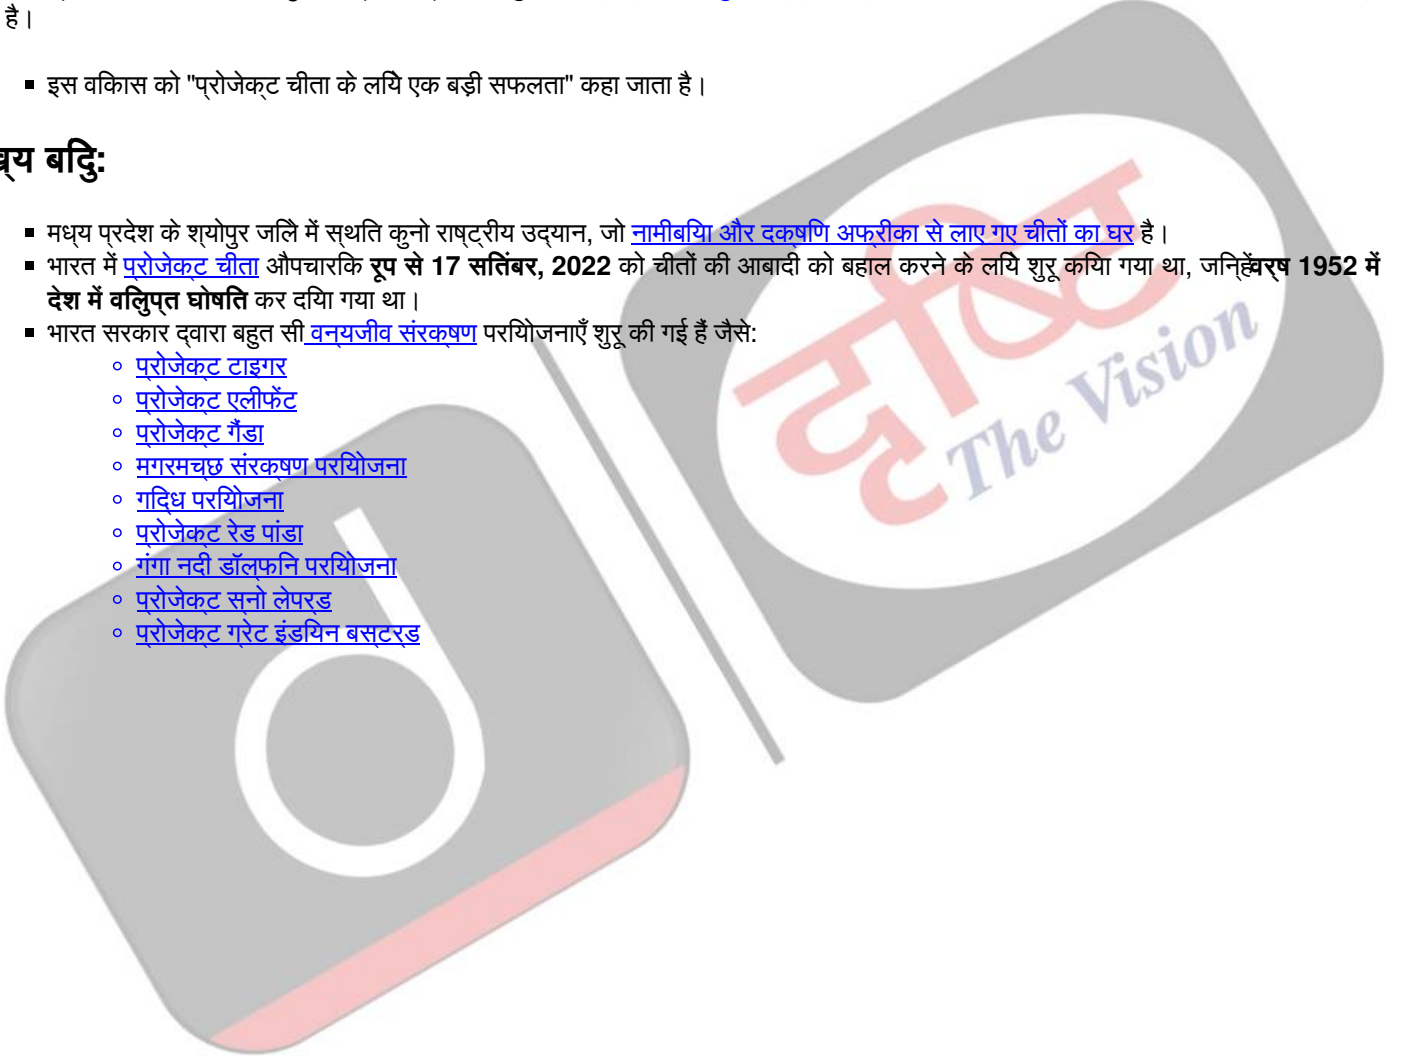 है।
इस विकास को "प्रोजेक्ट चीता के लिये एक बड़ी सफलता" कहा जाता है।
बिंदु:
मध्य प्रदेश के श्योपुर जिले में स्थित कुनो राष्ट्रीय उद्यान, जो नामीबिया और दक्षिण अफ्रीका से लाए गए चीतों का घर है।
भारत में प्रोजेक्ट चीता औपचारिक रूप से 17 सितंबर, 2022 को चीतों की आबादी को बहाल करने के लिये शुरू किया गया था, जिन्हें वर्ष 1952 में
देश में विलुप्त घोषित कर दिया गया था।
भारत सरकार द्वारा बहुत सी वन्यजीव संरक्षण परियोजनाएँ शुरू की गई हैं जैसे:
प्रोजेक्ट टाइगर
प्रोजेक्ट एलीफेंट
प्रोजेक्ट गैंडा
मगरमच्छ संरक्षण परियोजना
गिद्ध परियोजना
प्रोजेक्ट रेड पांडा
गंगा नदी डॉल्फिन परियोजना
प्रोजेक्ट स्नो लेपर्ड
प्रोजेक्ट ग्रेट इंडियन बस्टर्ड
दृष्टि
The Vision